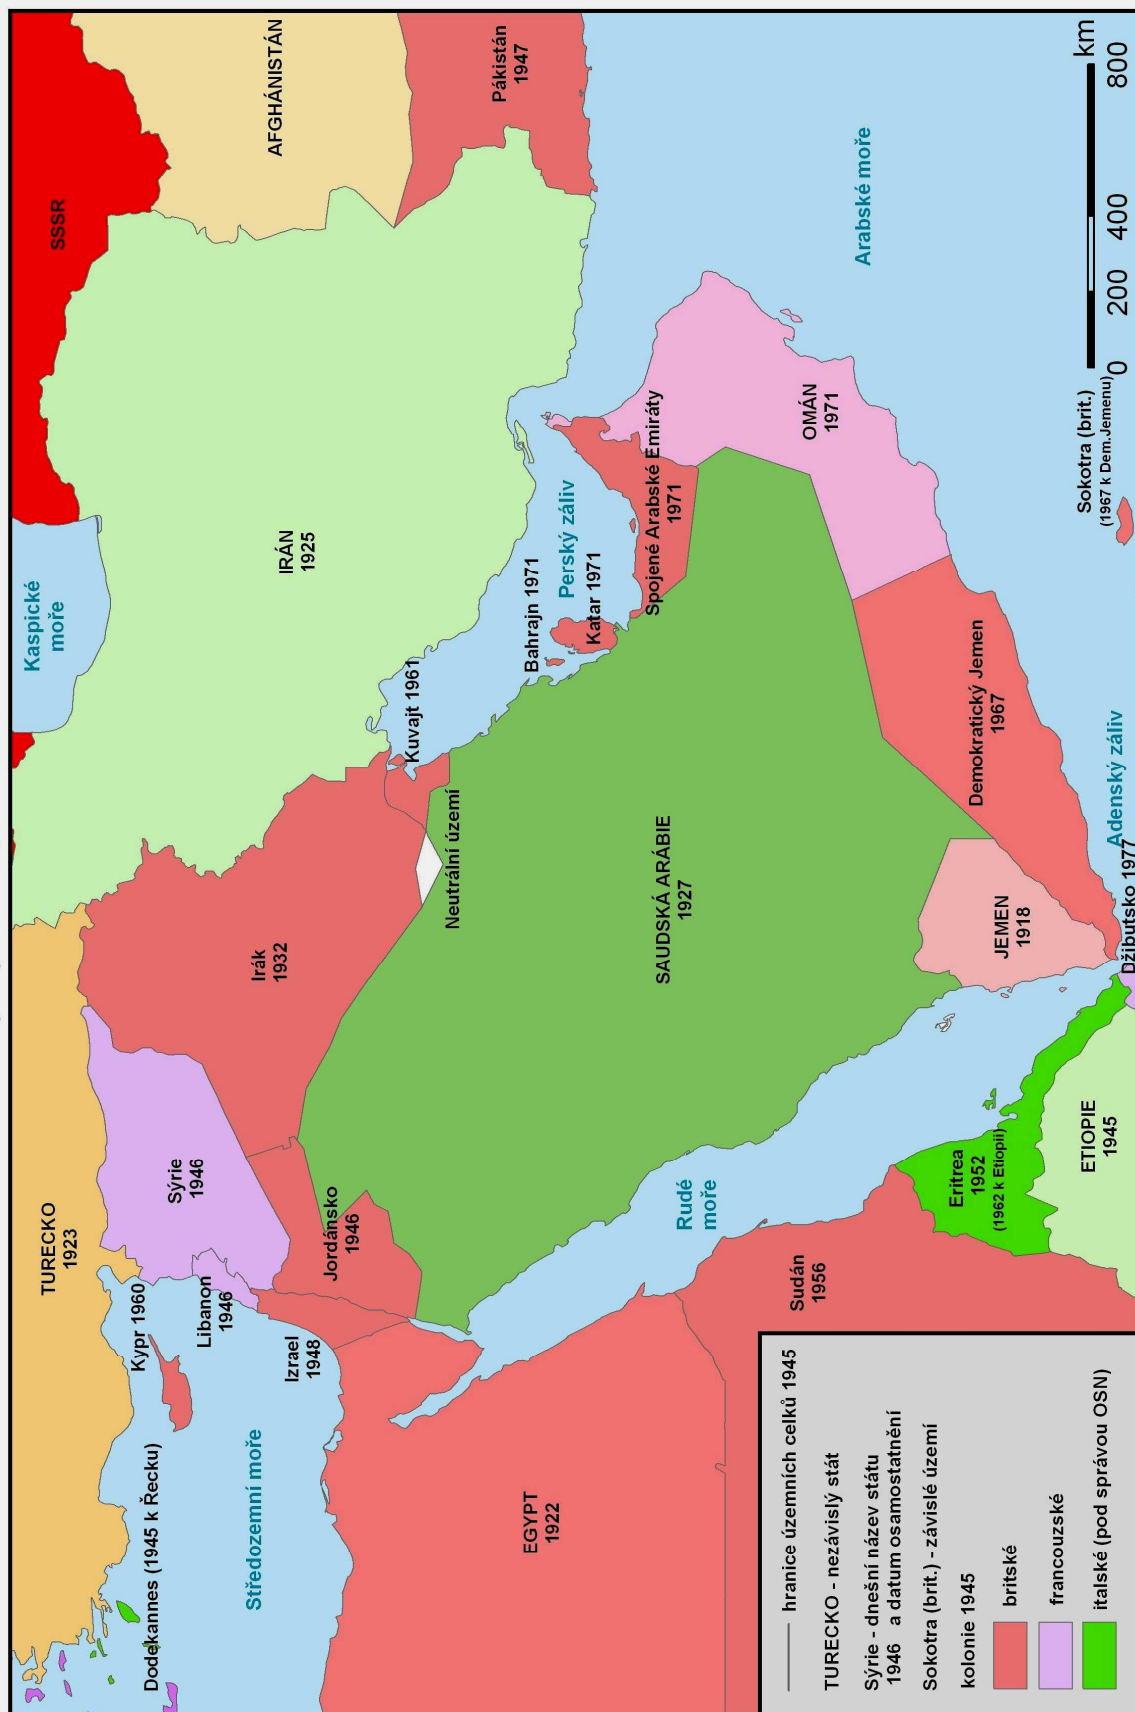 SSSR
AFGHÁNISTÁN
Pákistán
1947
Kaspické
moře
IRÁN
1925
Arabské moře
TURECKO
1923
Irák
1932
Kuvajt 1961
Bahrajn 1971
Perský záliv
Katar 1971
Spojené Arabské Emiráty
1971
OMÁN
1971
Neutrální území
Sýrie
1946
Kypr 1960
Libanon
1946
Jordánsko
1946
Izrael
1948
Dodekannes (1945 k Řecku)
Středozemní moře
SAUDSKÁ ARÁBIE
1927
EGYPT
1922
Rudé
moře
Sudán
1956
Eritrea
1952
(1962 k Etiopii)
ETIOPIE
1945
JEMEN
1918
Demokratický Jemen
1967
Adenský záliv
Džibutsko 1977
Sokotra (brit.)
(1967 k Dem.Jemenu)
km
0 200 400 800
hranice územních celků 1945
TURECKO - nezávislý stát
Sýrie - dnešní název státu
1946 a datum osamostatnění
Sokotra (brit.) - závislé území
kolonie 1945
britské
francouzské
italské (pod správou OSN)